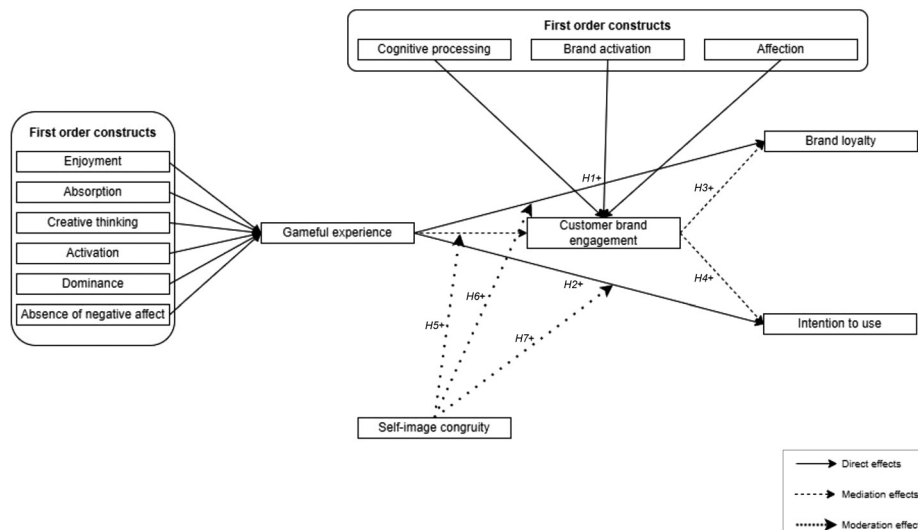 First order constructs
Cognitive processing
Brand activation
Affection
First order constructs
Enjoyment
Absorption
Creative thinking
Activation
Dominance
Absence of negative affect
Gameful experience
Customer brand
engagement
Brand loyalty
Intention to use
Self-image congruity
H1+
H3+
H2+
H4+
H6+
H5+
H7+
Direct effects
Mediation effects
Moderation effect